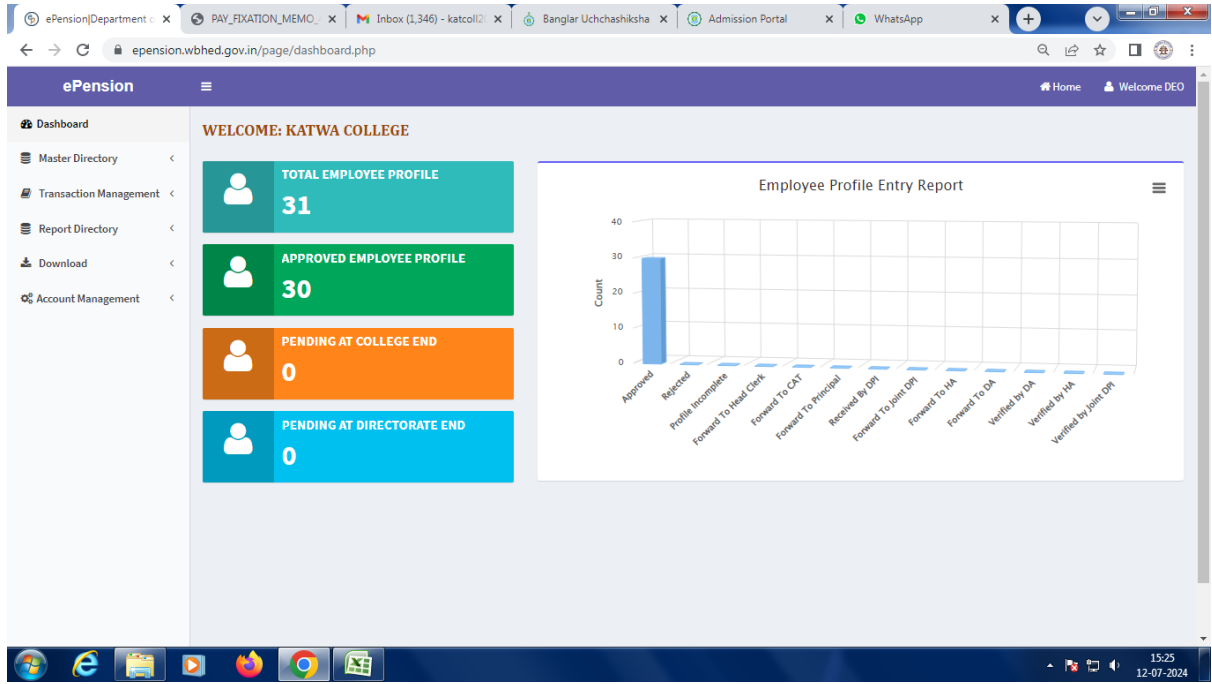 ePension|Department o
PAY_FIXATION_MEMO_
Inbox (1,346) - katcoll20
Banglar Uchchashiksha
Admission Portal
WhatsApp
epension.wbhed.gov.in/page/dashboard.php
ePension
Home
Welcome DEO
Dashboard
Master Directory
Transaction Management
Report Directory
Download
Account Management
WELCOME: KATWA COLLEGE
TOTAL EMPLOYEE PROFILE
31
APPROVED EMPLOYEE PROFILE
30
PENDING AT COLLEGE END
0
PENDING AT DIRECTORATE END
0
Employee Profile Entry Report
Count
40
30
20
10
0
Approved
Rejected
Profile Incomplete
Forward To Head Clerk
Forward To CAT
Forward To Principal
Received By DPI
Forward To Joint DPI
Forward To HA
Forward To DA
Verified by DA
Verified by HA
Verified by Joint DPI
15:25
12-07-2024